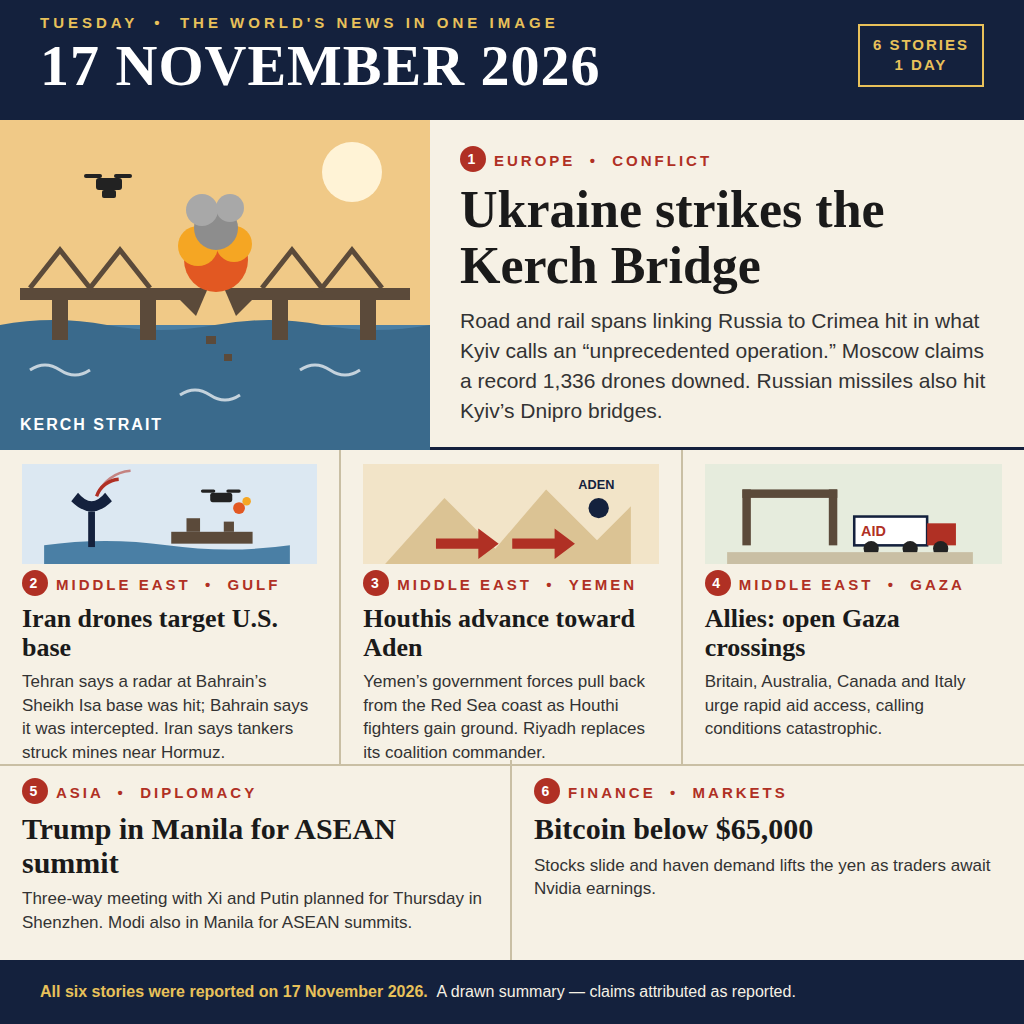 TUESDAY • THE WORLD'S NEWS IN ONE IMAGE
17 NOVEMBER 2026
6 STORIES
1 DAY
KERCH STRAIT
1 EUROPE • CONFLICT
Ukraine strikes the
Kerch Bridge
Road and rail spans linking Russia to Crimea hit in what
Kyiv calls an “unprecedented operation.” Moscow claims
a record 1,336 drones downed. Russian missiles also hit
Kyiv’s Dnipro bridges.
2 MIDDLE EAST • GULF
Iran drones target U.S.
base
Tehran says a radar at Bahrain’s
Sheikh Isa base was hit; Bahrain says
it was intercepted. Iran says tankers
struck mines near Hormuz.
ADEN
3 MIDDLE EAST • YEMEN
Houthis advance toward
Aden
Yemen’s government forces pull back
from the Red Sea coast as Houthi
fighters gain ground. Riyadh replaces
its coalition commander.
AID
4 MIDDLE EAST • GAZA
Allies: open Gaza
crossings
Britain, Australia, Canada and Italy
urge rapid aid access, calling
conditions catastrophic.
5 ASIA • DIPLOMACY
Trump in Manila for ASEAN
summit
Three-way meeting with Xi and Putin planned for Thursday in
Shenzhen. Modi also in Manila for ASEAN summits.
6 FINANCE • MARKETS
Bitcoin below $65,000
Stocks slide and haven demand lifts the yen as traders await
Nvidia earnings.
All six stories were reported on 17 November 2026. A drawn summary — claims attributed as reported.